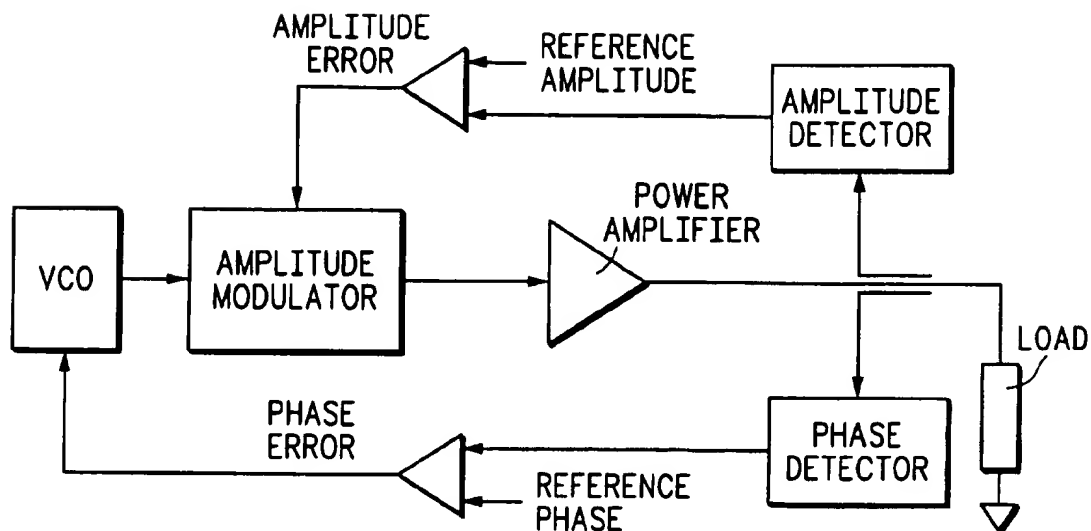 AMPLITUDE
ERROR
REFERENCE
AMPLITUDE
AMPLITUDE
DETECTOR
POWER
AMPLIFIER
VCO
AMPLITUDE
MODULATOR
LOAD
PHASE
ERROR
PHASE
DETECTOR
REFERENCE
PHASE